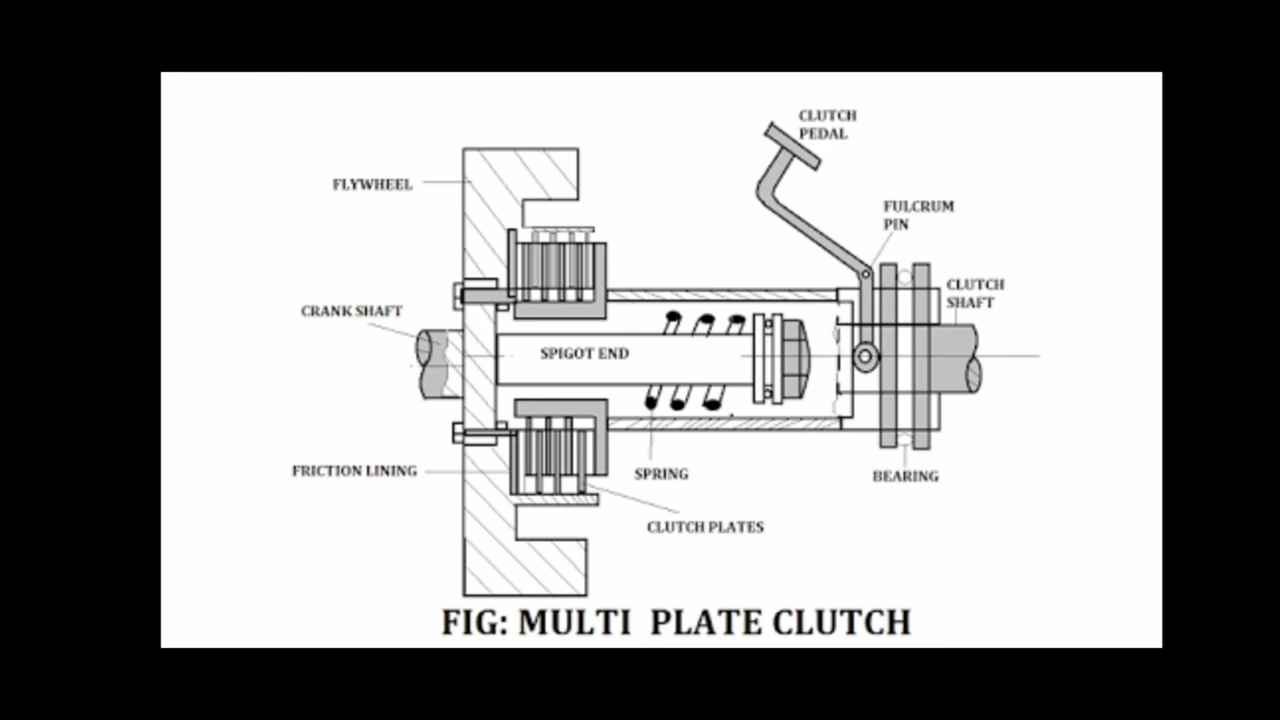 CLUTCH
PEDAL
FLYWHEEL
FULCRUM
PIN
CLUTCH
SHAFT
CRANK SHAFT
SPIGOT END
FRICTION LINING
SPRING
BEARING
CLUTCH PLATES
FIG: MULTI PLATE CLUTCH